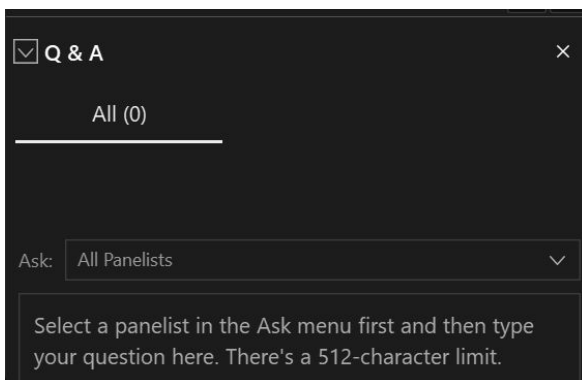 Q & A
All (0)
Ask: All Panelists
Select a panelist in the Ask menu first and then type
your question here. There's a 512-character limit.